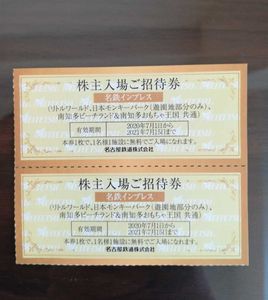 株主入場ご招待券
名鉄インプレス
(リトルワールド、日本モンキーパーク(遊園地部分のみ)、
南知多ビーチランド&南知多おもちゃ王国 共通)
有効期間
2020年7月1日から
2021年7月15日まで
本券1枚で、1名様1施設に無料でご入場になれます。
名古屋鉄道株式会社
株主入場ご招待券
名鉄インプレス
(リトルワールド、日本モンキーパーク(遊園地部分のみ)、
南知多ビーチランド&南知多おもちゃ王国 共通)
有効期間
2020年7月1日から
2021年7月15日まで
本券1枚で、1名様1施設に無料でご入場になれます。
名古屋鉄道株式会社